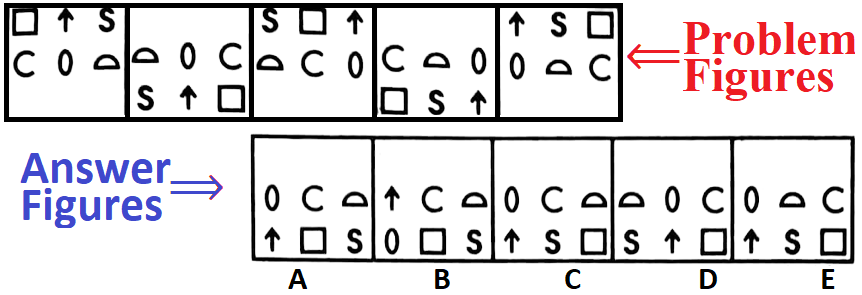 □ ↑ S S □ ↑ ↑ S □
C 0 ⌓ ⌓ 0 C ⌓ C 0 C ⌓ 0 0 ⌓ C
S ↑ □ □ S ↑
Problem
Figures
Answer
Figures
0 C ⌓ ↑ C ⌓ 0 C ⌓ ⌓ 0 C 0 ⌓ C
↑ □ S 0 □ S ↑ S □ S ↑ □ ↑ S □
A B C D E